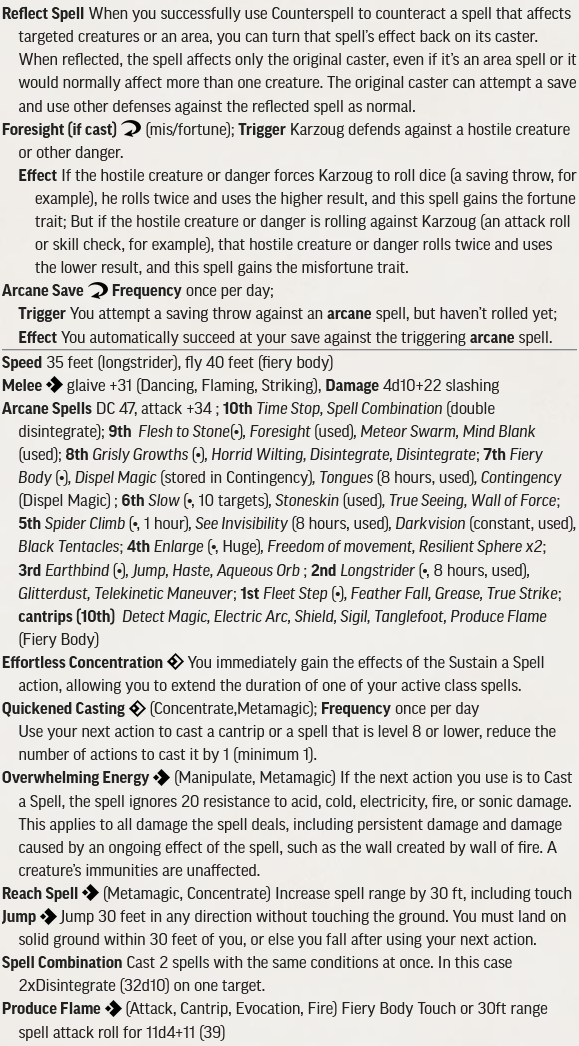 Reflect Spell When you successfully use Counterspell to counteract a spell that affects
targeted creatures or an area, you can turn that spell's effect back on its caster.
When reflected, the spell affects only the original caster, even if it's an area spell or it
would normally affect more than one creature. The original caster can attempt a save
and use other defenses against the reflected spell as normal.
Foresight (if cast) (mis/fortune); Trigger Karzoug defends against a hostile creature
or other danger.
Effect If the hostile creature or danger forces Karzoug to roll dice (a saving throw, for
example), he rolls twice and uses the higher result, and this spell gains the fortune
trait; But if the hostile creature or danger is rolling against Karzoug (an attack roll
or skill check, for example), that hostile creature or danger rolls twice and uses
the lower result, and this spell gains the misfortune trait.
Arcane Save Frequency once per day;
Trigger You attempt a saving throw against an arcane spell, but haven't rolled yet;
Effect You automatically succeed at your save against the triggering arcane spell.
Speed 35 feet (longstrider), fly 40 feet (fiery body)
Melee glaive +31 (Dancing, Flaming, Striking), Damage 4d10+22 slashing
Arcane Spells DC 47, attack +34 ; 10th Time Stop, Spell Combination (double
disintegrate); 9th Flesh to Stone(•), Foresight (used), Meteor Swarm, Mind Blank
(used); 8th Grisly Growths (•), Horrid Wilting, Disintegrate, Disintegrate; 7th Fiery
Body (•), Dispel Magic (stored in Contingency), Tongues (8 hours, used), Contingency
(Dispel Magic) ; 6th Slow (•, 10 targets), Stoneskin (used), True Seeing, Wall of Force;
5th Spider Climb (•, 1 hour), See Invisibility (8 hours, used), Darkvision (constant, used),
Black Tentacles; 4th Enlarge (•, Huge), Freedom of movement, Resilient Sphere x2;
3rd Earthbind (•), Jump, Haste, Aqueous Orb ; 2nd Longstrider (•, 8 hours, used),
Glitterdust, Telekinetic Maneuver; 1st Fleet Step (•), Feather Fall, Grease, True Strike;
cantrips (10th) Detect Magic, Electric Arc, Shield, Sigil, Tanglefoot, Produce Flame
(Fiery Body)
Effortless Concentration You immediately gain the effects of the Sustain a Spell
action, allowing you to extend the duration of one of your active class spells.
Quickened Casting (Concentrate,Metamagic); Frequency once per day
Use your next action to cast a cantrip or a spell that is level 8 or lower, reduce the
number of actions to cast it by 1 (minimum 1).
Overwhelming Energy (Manipulate, Metamagic) If the next action you use is to Cast
a Spell, the spell ignores 20 resistance to acid, cold, electricity, fire, or sonic damage.
This applies to all damage the spell deals, including persistent damage and damage
caused by an ongoing effect of the spell, such as the wall created by wall of fire. A
creature's immunities are unaffected.
Reach Spell (Metamagic, Concentrate) Increase spell range by 30 ft, including touch
Jump Jump 30 feet in any direction without touching the ground. You must land on
solid ground within 30 feet of you, or else you fall after using your next action.
Spell Combination Cast 2 spells with the same conditions at once. In this case
2xDisintegrate (32d10) on one target.
Produce Flame (Attack, Cantrip, Evocation, Fire) Fiery Body Touch or 30ft range
spell attack roll for 11d4+11 (39)